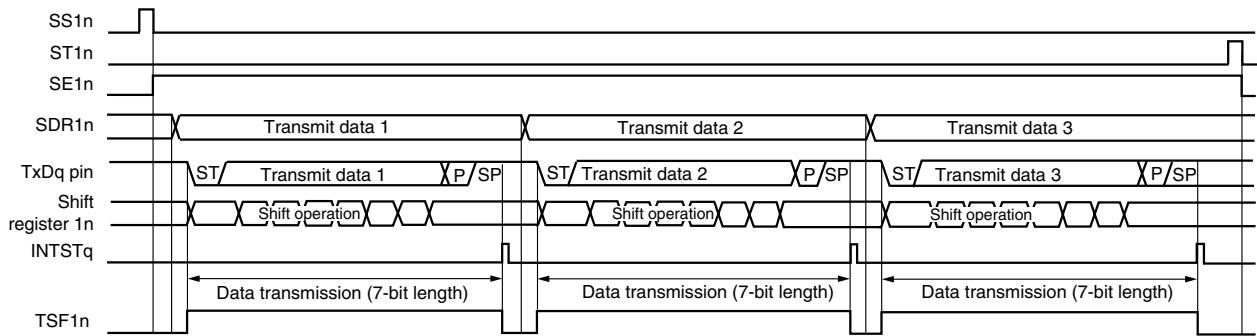 SS1n
ST1n
SE1n
SDR1n Transmit data 1 Transmit data 2 Transmit data 3
TxDq pin ST Transmit data 1 P SP ST Transmit data 2 P SP ST Transmit data 3 P SP
Shift
register 1n Shift operation Shift operation Shift operation
INTSTq
Data transmission (7-bit length) Data transmission (7-bit length) Data transmission (7-bit length)
TSF1n